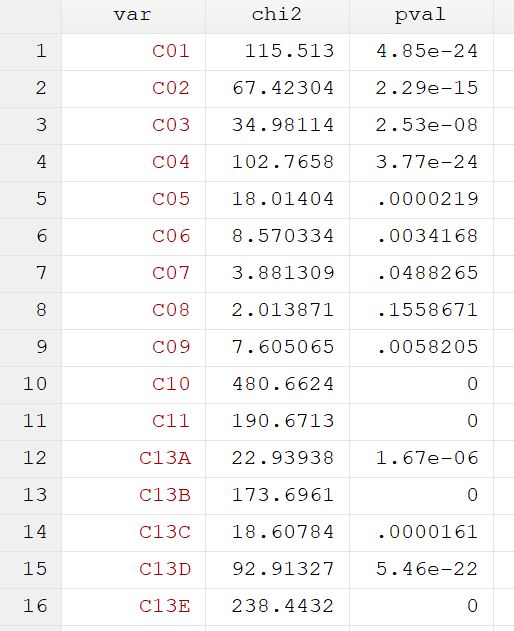 var chi2 pval
1 C01 115.513 4.85e-24
2 C02 67.42304 2.29e-15
3 C03 34.98114 2.53e-08
4 C04 102.7658 3.77e-24
5 C05 18.01404 .0000219
6 C06 8.570334 .0034168
7 C07 3.881309 .0488265
8 C08 2.013871 .1558671
9 C09 7.605065 .0058205
10 C10 480.6624 0
11 C11 190.6713 0
12 C13A 22.93938 1.67e-06
13 C13B 173.6961 0
14 C13C 18.60784 .0000161
15 C13D 92.91327 5.46e-22
16 C13E 238.4432 0